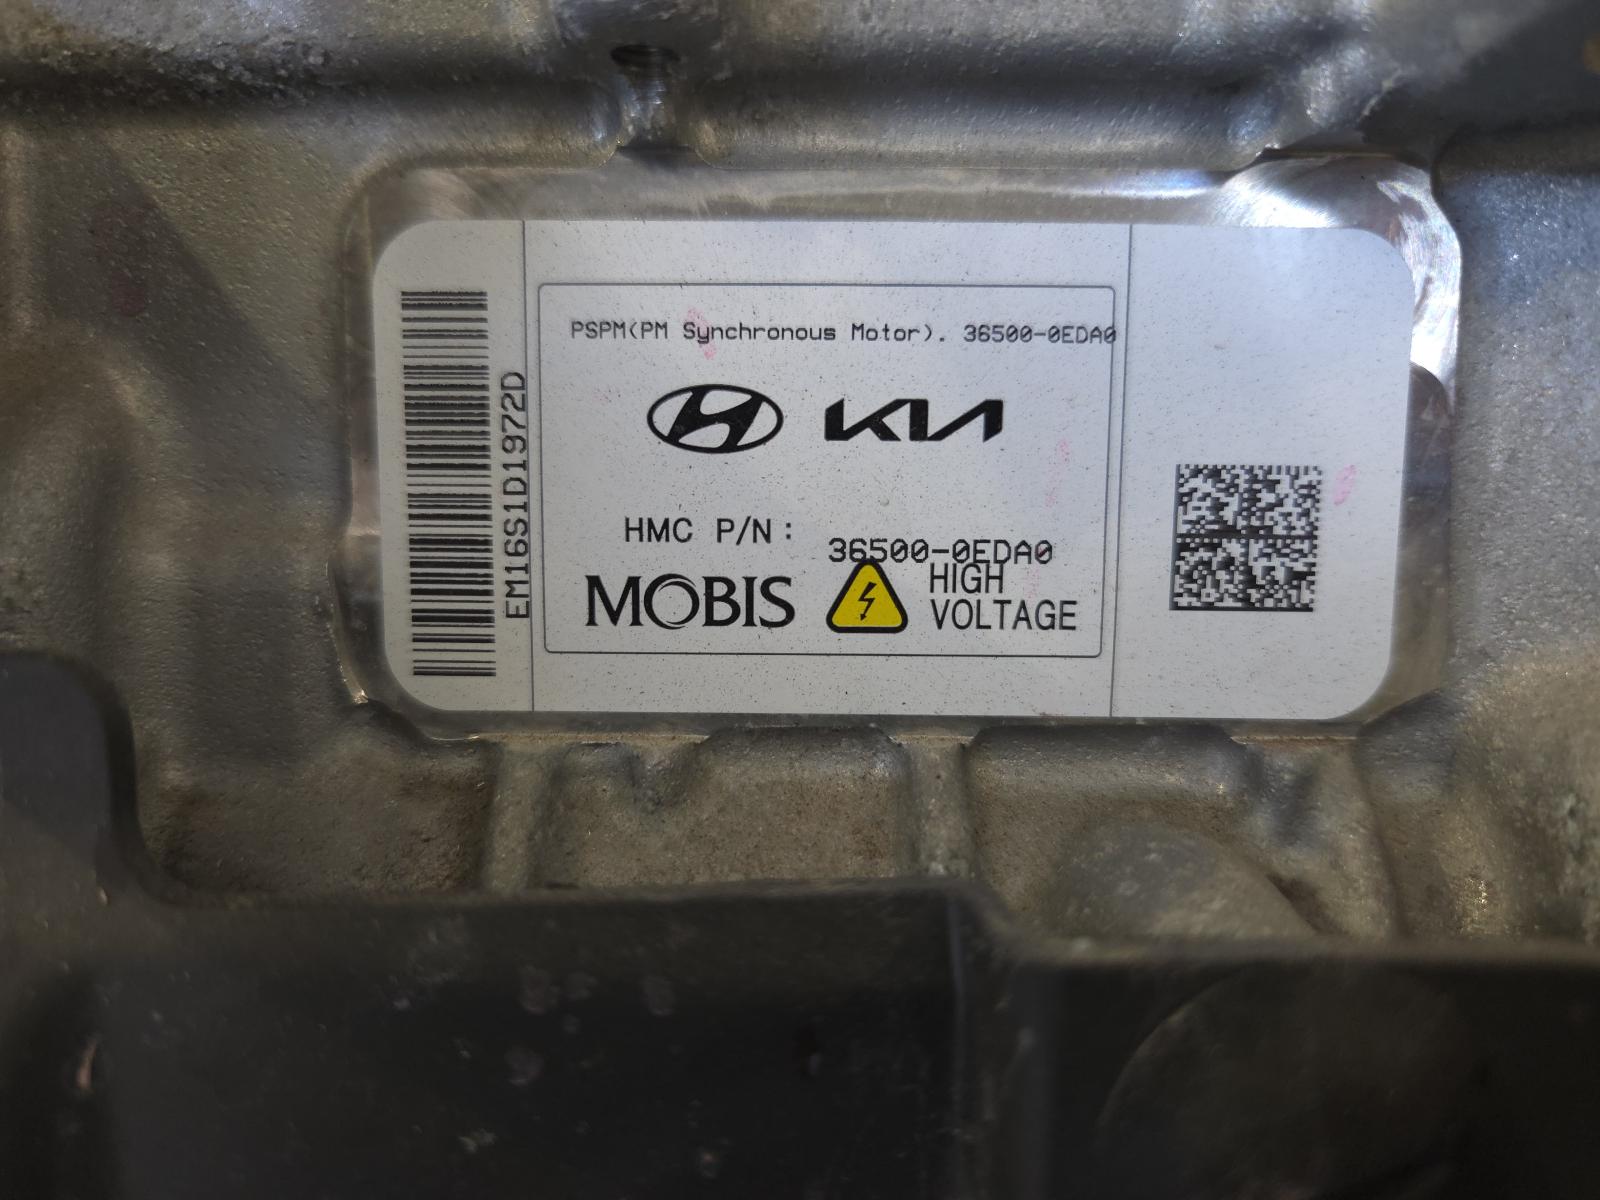 EM16S1D1972D
PSPM(PM Synchronous Motor). 36500-0EDA0
KIA
HMC P/N: 36500-0EDA0
MOBIS
HIGH
VOLTAGE